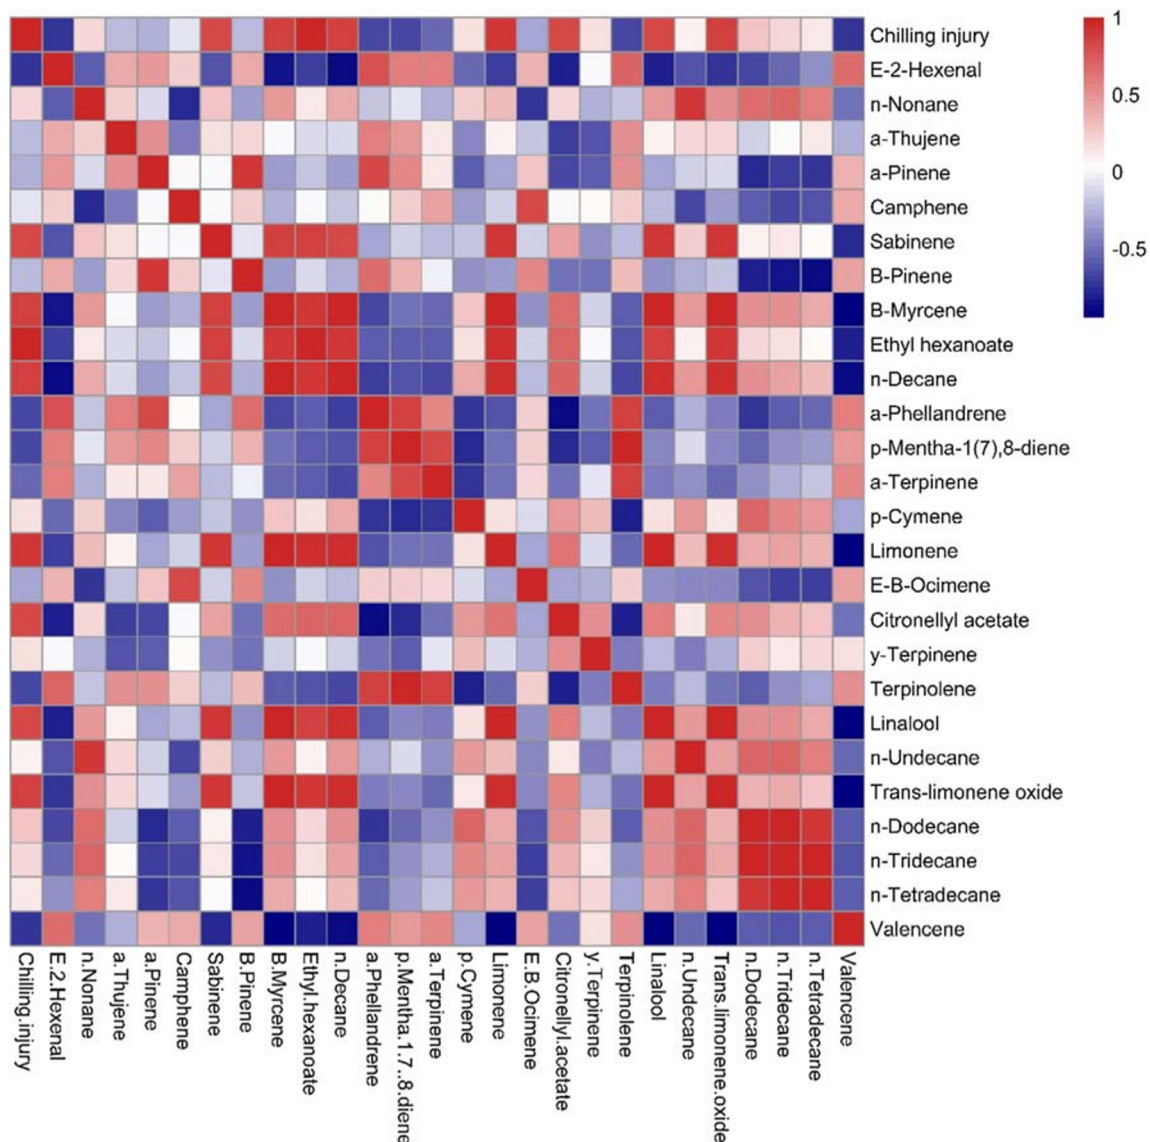 Chilling injury
E-2-Hexenal
n-Nonane
a-Thujene
a-Pinene
Camphene
Sabinene
B-Pinene
B-Myrcene
Ethyl hexanoate
n-Decane
a-Phellandrene
p-Mentha-1(7),8-diene
a-Terpinene
p-Cymene
Limonene
E-B-Ocimene
Citronellyl acetate
y-Terpinene
Terpinolene
Linalool
n-Undecane
Trans-limonene oxide
n-Dodecane
n-Tridecane
n-Tetradecane
Valencene
1
0.5
0
-0.5
Chilling.injury
E.2.Hexenal
n.Nonane
a.Thujene
a.Pinene
Camphene
Sabinene
B.Pinene
B.Myrcene
Ethyl.hexanoate
n.Decane
a.Phellandrene
p.Mentha.1.7..8.diene
a.Terpinene
p.Cymene
Limonene
E.B.Ocimene
Citronellyl.acetate
y.Terpinene
Terpinolene
Linalool
n.Undecane
Trans.limonene.oxide
n.Dodecane
n.Tridecane
n.Tetradecane
Valencene